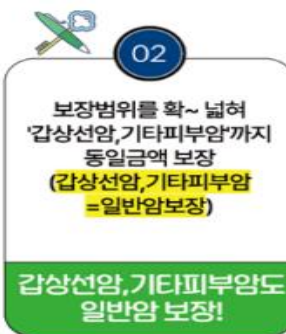 02
보장범위를 확~ 넓혀
'갑상선암,기타피부암'까지
동일금액 보장
(갑상선암,기타피부암
=일반암보장)
갑상선암,기타피부암도
일반암 보장!